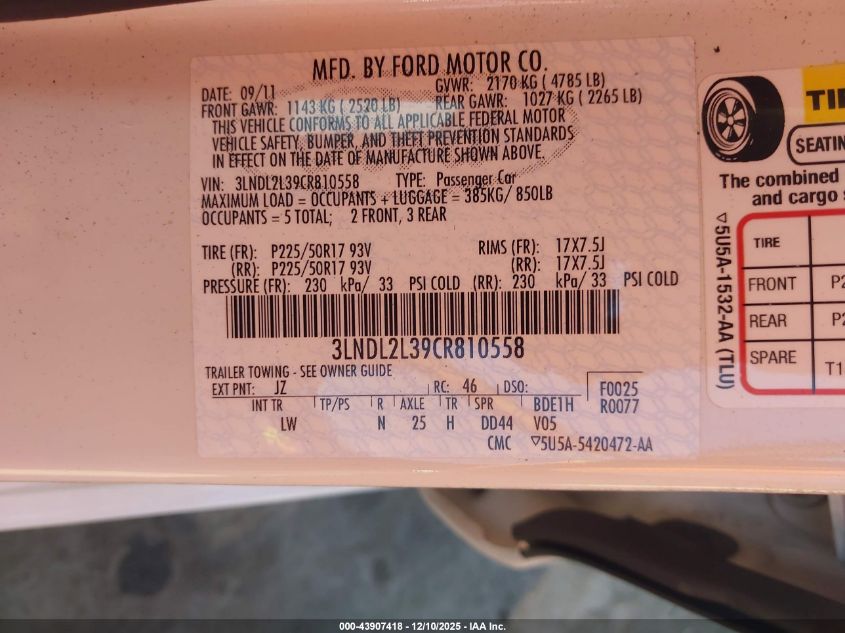 MFD. BY FORD MOTOR CO.
DATE: 09/11 GVWR: 2170 KG ( 4785 LB)
FRONT GAWR: 1143 KG ( 2520 LB) REAR GAWR: 1027 KG ( 2265 LB)
THIS VEHICLE CONFORMS TO ALL APPLICABLE FEDERAL MOTOR
VEHICLE SAFETY, BUMPER, AND THEFT PREVENTION STANDARDS
IN EFFECT ON THE DATE OF MANUFACTURE SHOWN ABOVE.
VIN: 3LNDL2L39CR810558 TYPE: Passenger Car
MAXIMUM LOAD = OCCUPANTS + LUGGAGE = 385KG/ 850LB
OCCUPANTS = 5 TOTAL; 2 FRONT, 3 REAR
TIRE (FR): P225/50R17 93V RIMS (FR): 17X7.5J
(RR): P225/50R17 93V (RR): 17X7.5J
PRESSURE (FR): 230 kPa/ 33 PSI COLD (RR): 230 kPa/ 33 PSI COLD
3LNDL2L39CR810558
TRAILER TOWING - SEE OWNER GUIDE
EXT PNT: JZ RC: 46 DSO: F0025
INT TR TP/PS R AXLE TR SPR BDE1H R0077
LW N 25 H DD44 V05
CMC ▽5U5A-5420472-AA
TI
SEATIN
The combined
and cargo s
▽5U5A-1532-AA (TLU)
TIRE
FRONT P2
REAR P2
SPARE T1
000-43907418 - 12/10/2025 - IAA Inc.